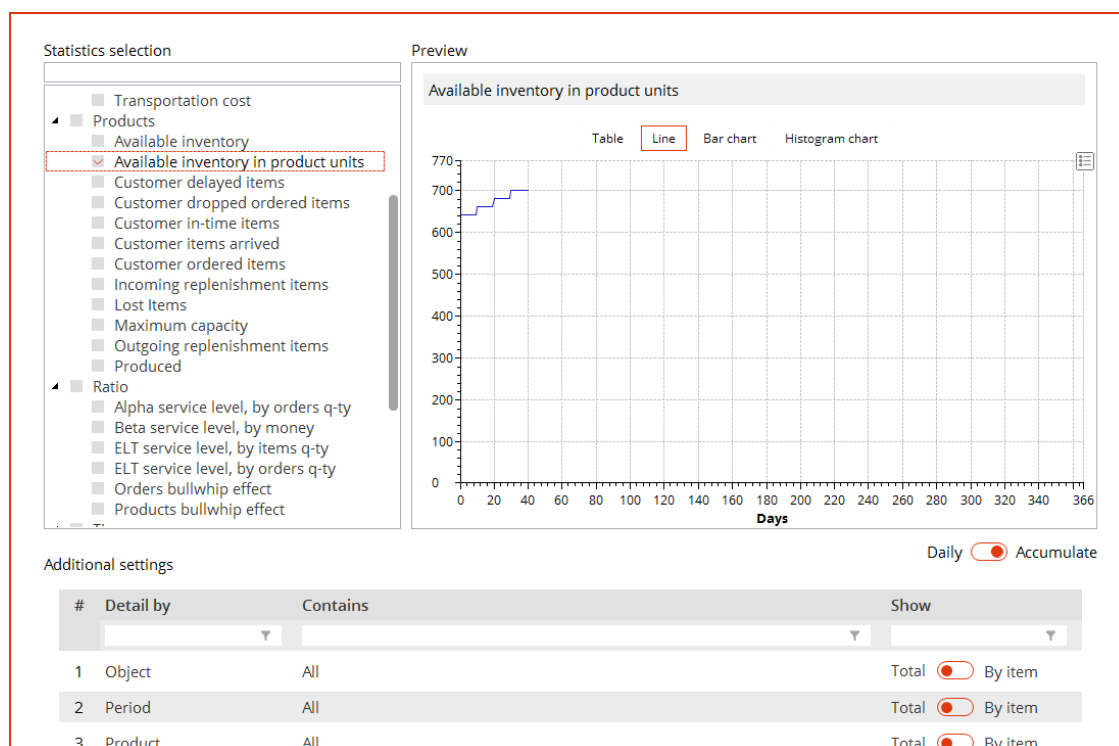 Statistics selection
Transportation cost
Products
Available inventory
Available inventory in product units
Customer delayed items
Customer dropped ordered items
Customer in-time items
Customer items arrived
Customer ordered items
Incoming replenishment items
Lost Items
Maximum capacity
Outgoing replenishment items
Produced
Ratio
Alpha service level, by orders q-ty
Beta service level, by money
ELT service level, by items q-ty
ELT service level, by orders q-ty
Orders bullwhip effect
Products bullwhip effect
Preview
Available inventory in product units
Table Line Bar chart Histogram chart
770
700
600
500
400
300
200
100
0
0 20 40 60 80 100 120 140 160 180 200 220 240 260 280 300 320 340 366
Days
Daily Accumulate
Additional settings
# Detail by Contains Show
1 Object All Total By item
2 Period All Total By item
3 Product All Total By item